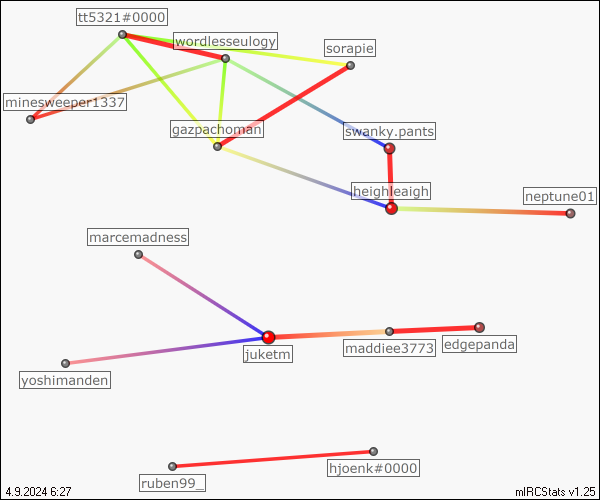 tt5321#0000
wordlesseulogy
sorapie
minesweeper1337
gazpachoman
swanky.pants
heighleaigh
neptune01
marcemadness
juketm
maddiee3773
edgepanda
yoshimanden
hjoenk#0000
ruben99_
4.9.2024 6:27
mIRCStats v1.25